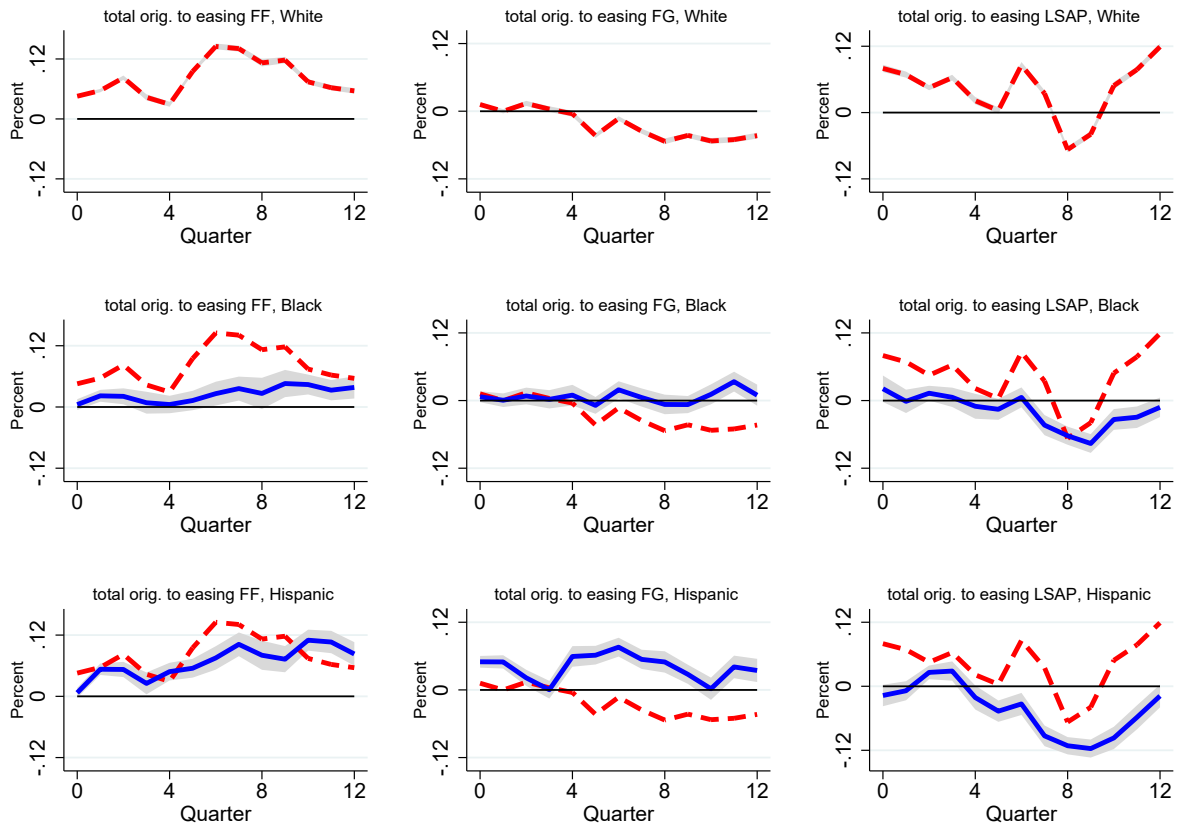 total orig. to easing FF, White
.12
0
-.12
Percent
0 4 8 12
Quarter
total orig. to easing FG, White
.12
0
-.12
Percent
0 4 8 12
Quarter
total orig. to easing LSAP, White
.12
0
-.12
Percent
0 4 8 12
Quarter
total orig. to easing FF, Black
.12
0
-.12
Percent
0 4 8 12
Quarter
total orig. to easing FG, Black
.12
0
-.12
Percent
0 4 8 12
Quarter
total orig. to easing LSAP, Black
.12
0
-.12
Percent
0 4 8 12
Quarter
total orig. to easing FF, Hispanic
.12
0
-.12
Percent
0 4 8 12
Quarter
total orig. to easing FG, Hispanic
.12
0
-.12
Percent
0 4 8 12
Quarter
total orig. to easing LSAP, Hispanic
.12
0
-.12
Percent
0 4 8 12
Quarter